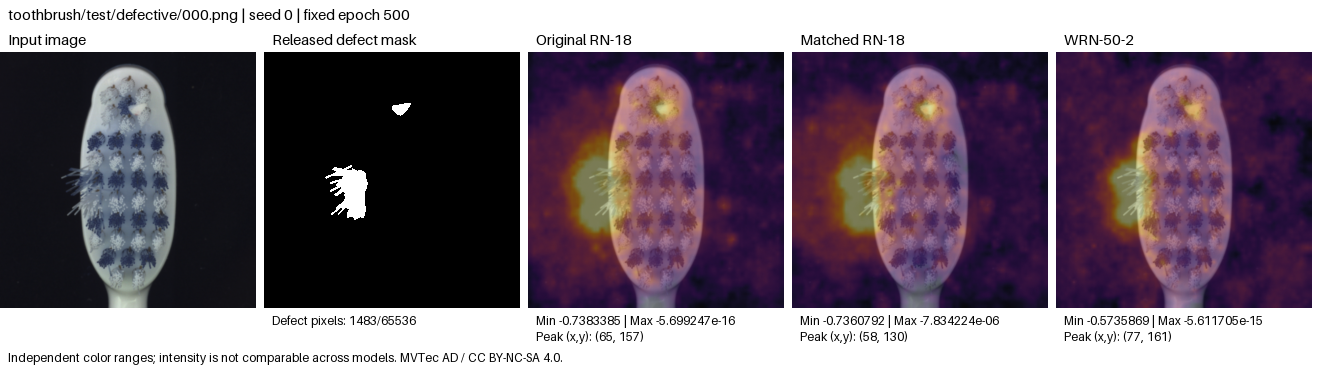 toothbrush/test/defective/000.png | seed 0 | fixed epoch 500
Input image
Released defect mask
Original RN-18
Matched RN-18
WRN-50-2
Defect pixels: 1483/65536
Min -0.7383385 | Max -5.699247e-16
Peak (x,y): (65, 157)
Min -0.7360792 | Max -7.834224e-06
Peak (x,y): (58, 130)
Min -0.5735869 | Max -5.611705e-15
Peak (x,y): (77, 161)
Independent color ranges; intensity is not comparable across models. MVTec AD / CC BY-NC-SA 4.0.